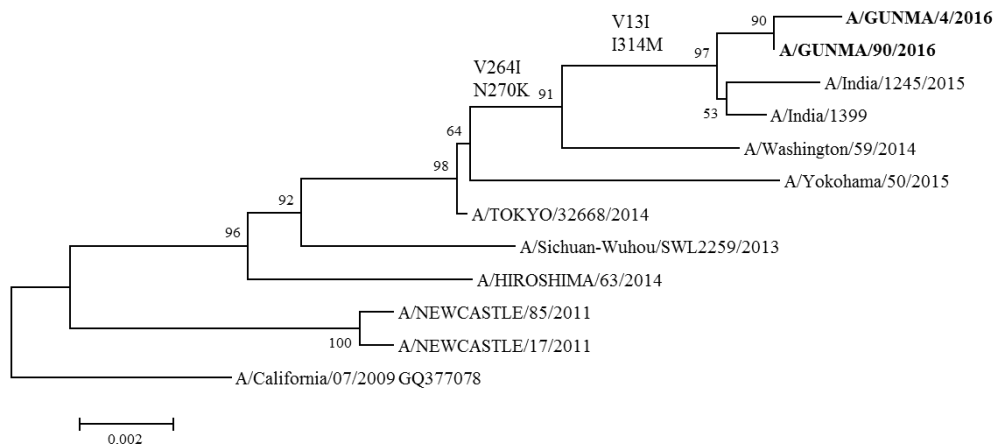 V13I
I314M
90
A/GUNMA/4/2016
97
A/GUNMA/90/2016
V264I
N270K
91
A/India/1245/2015
53
A/India/1399
64
A/Washington/59/2014
98
A/Yokohama/50/2015
92
A/TOKYO/32668/2014
96
A/Sichuan-Wuhou/SWL2259/2013
A/HIROSHIMA/63/2014
A/NEWCASTLE/85/2011
100
A/NEWCASTLE/17/2011
A/California/07/2009 GQ377078
0.002